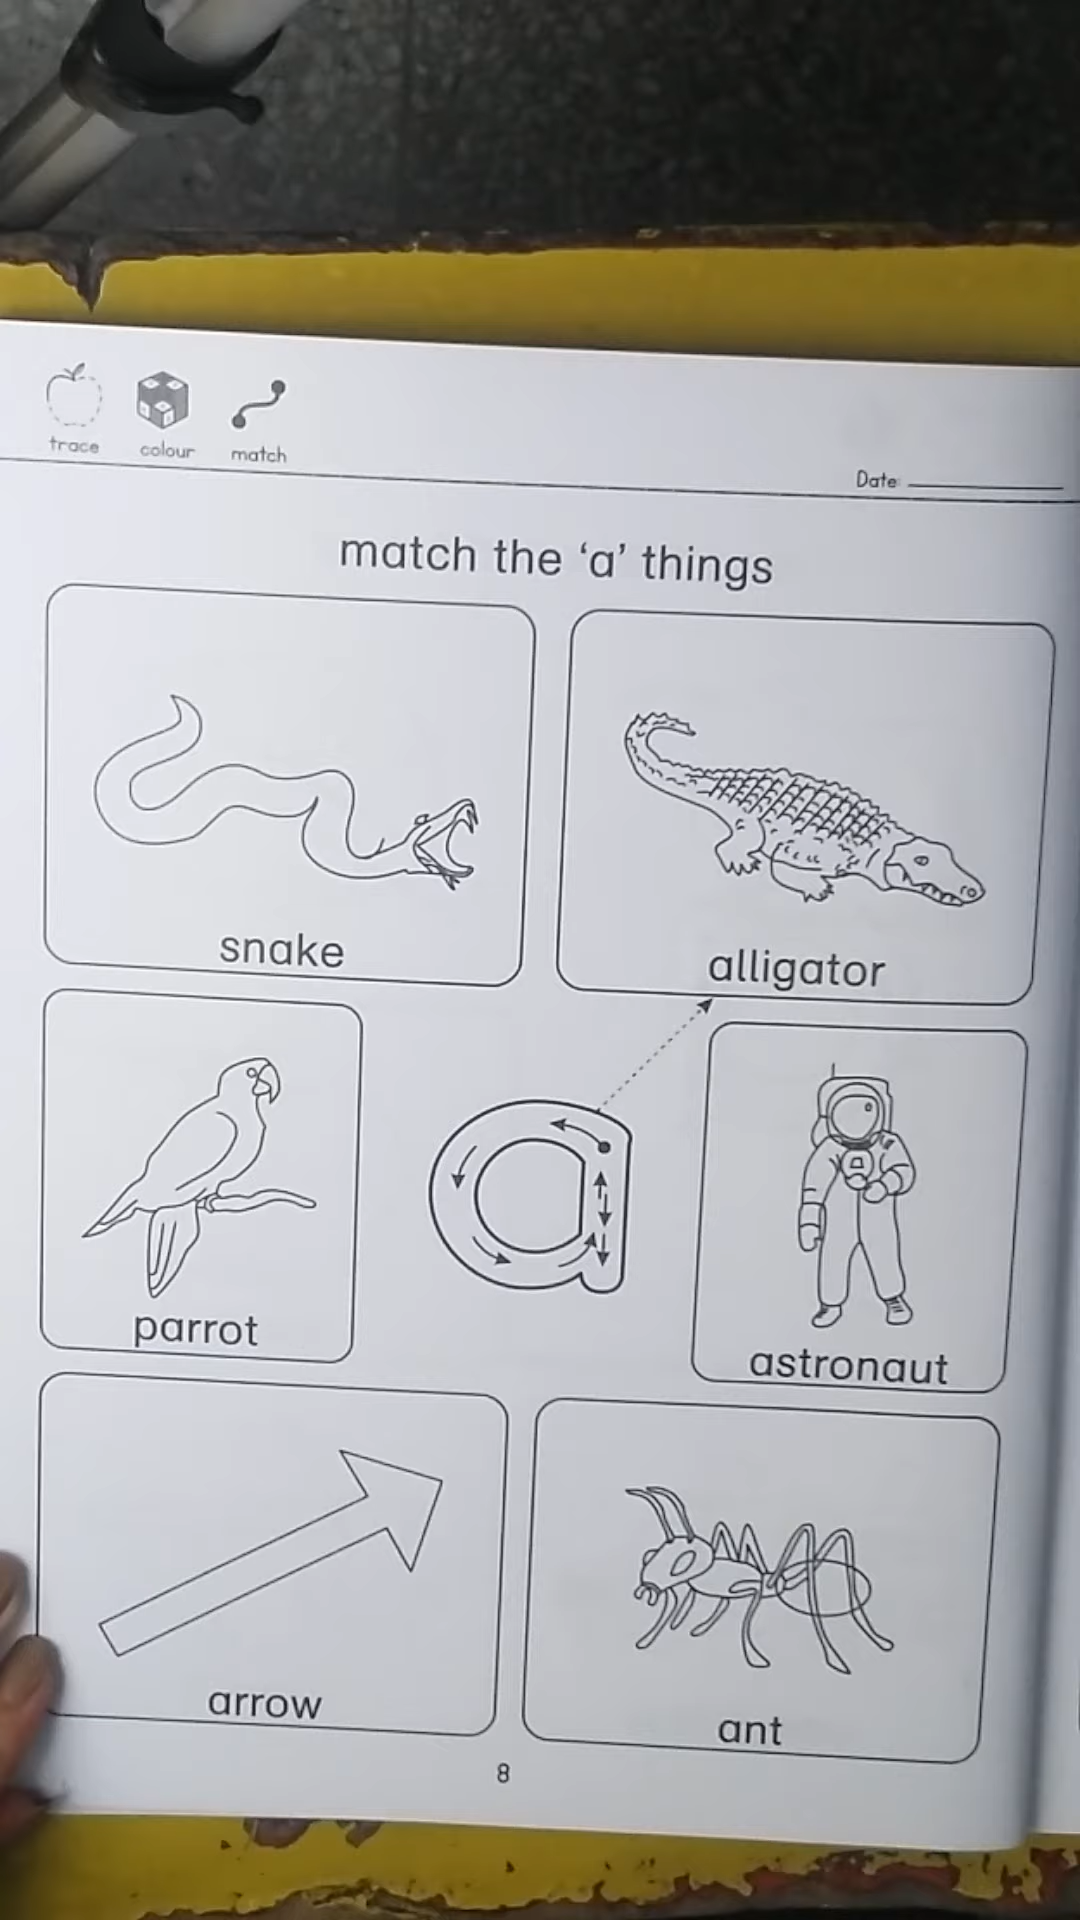 trace colour match
Date:
match the ‘a’ things
snake
alligator
parrot
a
astronaut
arrow
ant
8